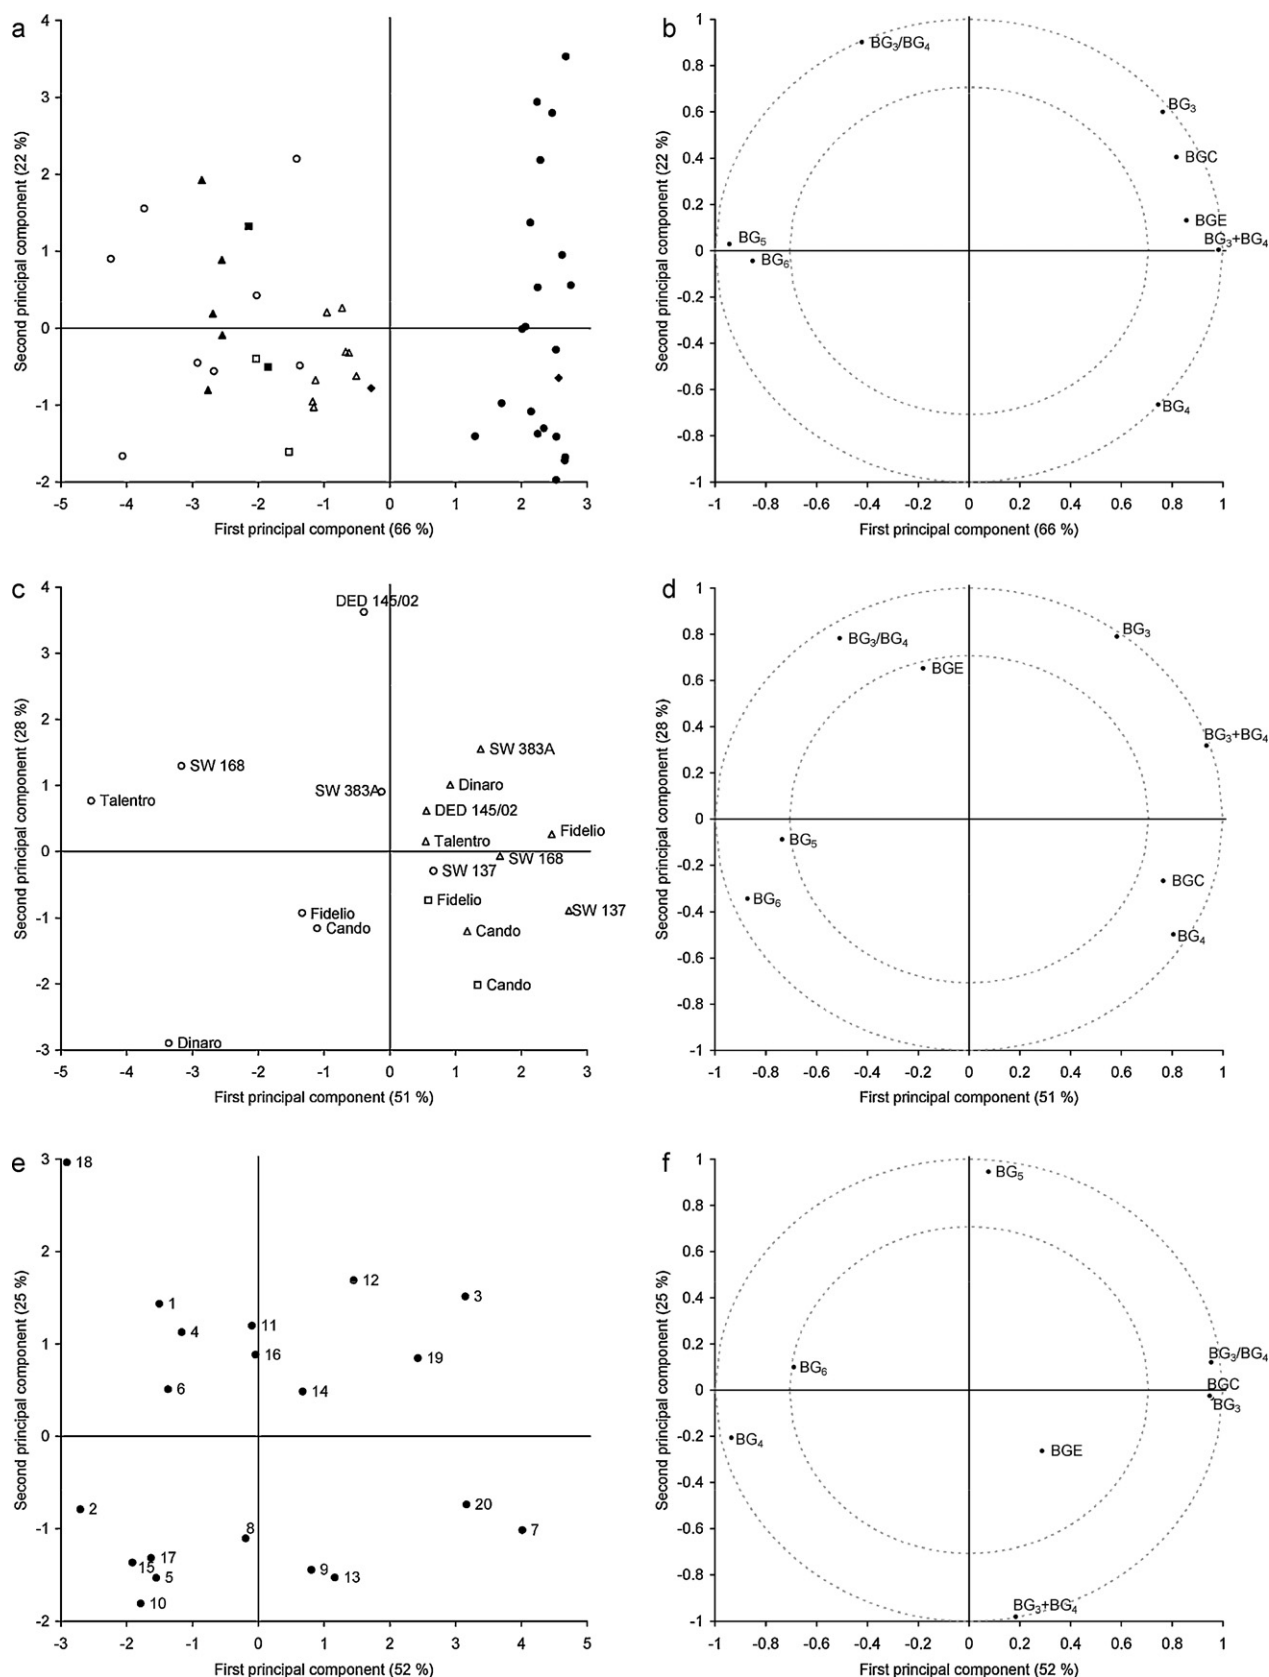 a
4
3
2
1
0
-1
-2
Second principal component (22 %)
-5 -4 -3 -2 -1 0 1 2 3
First principal component (66 %)
b
1
0.8
0.6
0.4
0.2
0
-0.2
-0.4
-0.6
-0.8
-1
Second principal component (22 %)
BG₃/BG₄
BG₃
BGC
BGE
BG₃+BG₄
BG₅
BG₆
BG₄
-1 -0.8 -0.6 -0.4 -0.2 0 0.2 0.4 0.6 0.8 1
First principal component (66 %)
c
4
3
2
1
0
-1
-2
-3
Second principal component (28 %)
DED 145/02
SW 383A
SW 168
Dinaro
SW 383A
Talentro
DED 145/02
Fidelio
Talentro
SW 168
SW 137
Fidelio
SW 137
Fidelio
Cando
Cando
Cando
Dinaro
-5 -4 -3 -2 -1 0 1 2 3
First principal component (51 %)
d
1
0.8
0.6
0.4
0.2
0
-0.2
-0.4
-0.6
-0.8
-1
Second principal component (28 %)
BG₃
BG₃/BG₄
BGE
BG₃+BG₄
BG₅
BGC
BG₆
BG₄
-1 -0.8 -0.6 -0.4 -0.2 0 0.2 0.4 0.6 0.8 1
First principal component (51 %)
e
3
2
1
0
-1
-2
Second principal component (25 %)
18
12
3
1
11
4
16
19
6
14
20
2
8
7
17
15
9
5
13
10
-3 -2 -1 0 1 2 3 4 5
First principal component (52 %)
f
1
0.8
0.6
0.4
0.2
0
-0.2
-0.4
-0.6
-0.8
-1
Second principal component (25 %)
BG₅
BG₃/BG₄
BG₆
BGC
BG₃
BG₄
BGE
BG₃+BG₄
-1 -0.8 -0.6 -0.4 -0.2 0 0.2 0.4 0.6 0.8 1
First principal component (52 %)